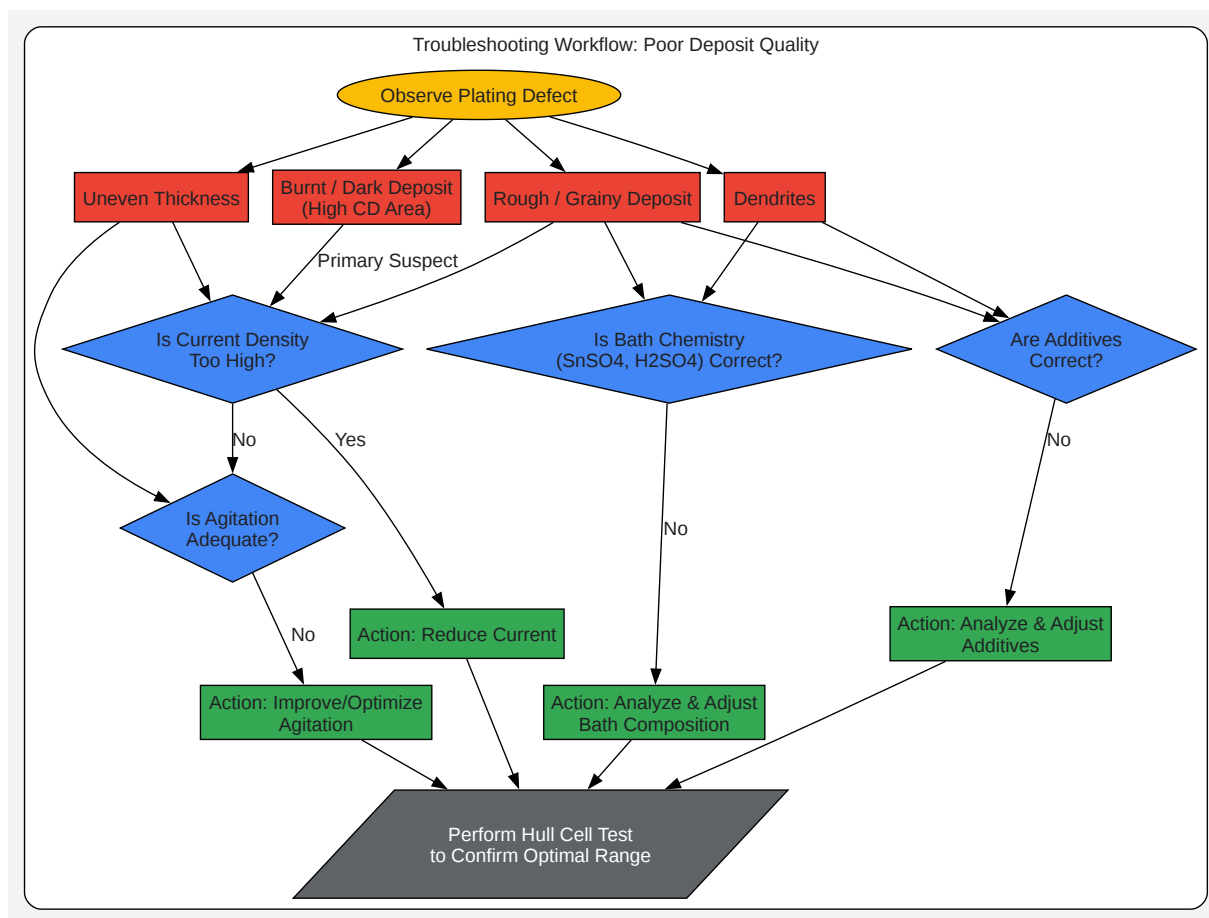 Troubleshooting Workflow: Poor Deposit Quality
Observe Plating Defect
Uneven Thickness
Burnt / Dark Deposit
(High CD Area)
Rough / Grainy Deposit
Dendrites
Primary Suspect
Is Current Density
Too High?
Is Bath Chemistry
(SnSO4, H2SO4) Correct?
Are Additives
Correct?
No
Yes
No
Is Agitation
Adequate?
No
No
Action: Reduce Current
Action: Analyze & Adjust
Additives
Action: Improve/Optimize
Agitation
Action: Analyze & Adjust
Bath Composition
Perform Hull Cell Test
to Confirm Optimal Range